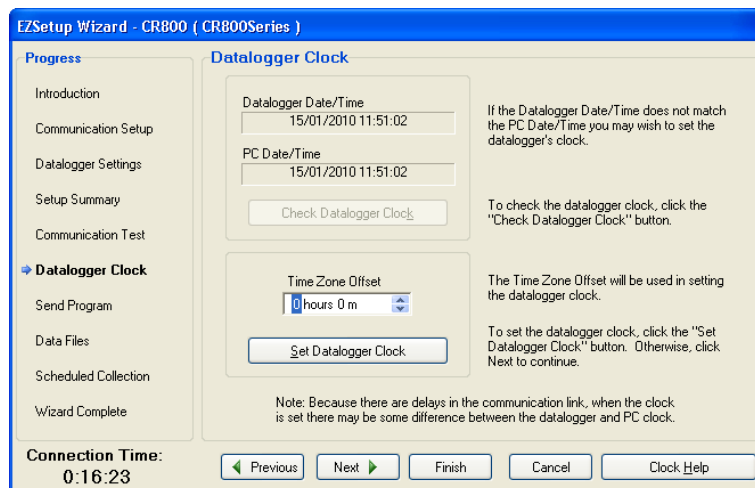 EZSetup Wizard - CR800 ( CR800Series )
Progress
Introduction
Communication Setup
Datalogger Settings
Setup Summary
Communication Test
Datalogger Clock
Send Program
Data Files
Scheduled Collection
Wizard Complete
Connection Time:
0:16:23
Datalogger Clock
Datalogger Date/Time
15/01/2010 11:51:02
PC Date/Time
15/01/2010 11:51:02
Check Datalogger Clock
If the Datalogger Date/Time does not match
the PC Date/Time you may wish to set the
datalogger's clock.
To check the datalogger clock, click the
"Check Datalogger Clock" button.
Time Zone Offset
0 hours 0 m
Set Datalogger Clock
The Time Zone Offset will be used in setting
the datalogger clock.
To set the datalogger clock, click the "Set
Datalogger Clock" button. Otherwise, click
Next to continue.
Note: Because there are delays in the communication link, when the clock
is set there may be some difference between the datalogger and PC clock.
Previous
Next
Finish
Cancel
Clock Help